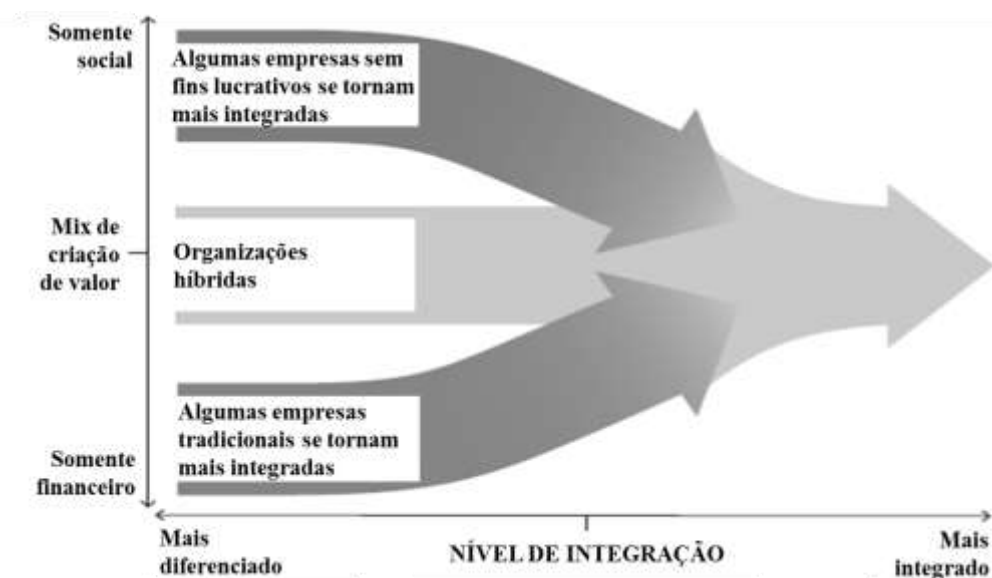 Somente
social
Algumas empresas sem
fins lucrativos se tornam
mais integradas
Mix de
criação
de valor
Organizações
híbridas
Algumas empresas
tradicionais se tornam
mais integradas
Somente
financeiro
Mais
diferenciado
NÍVEL DE INTEGRAÇÃO
Mais
integrado